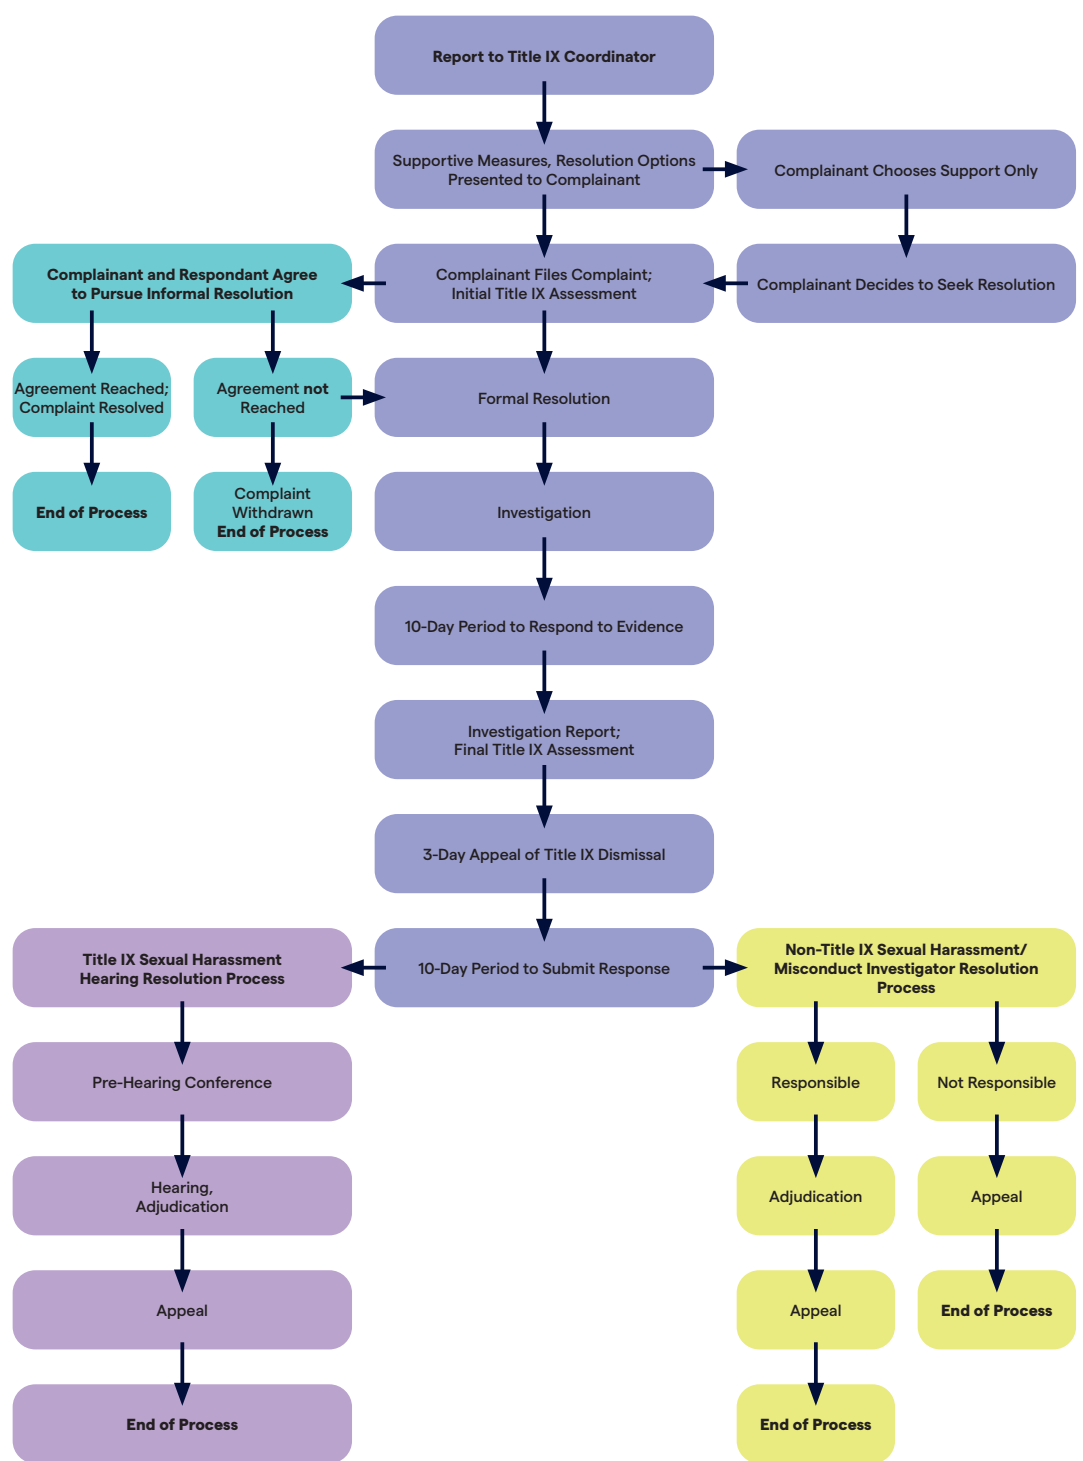 Report to Title IX Coordinator
Supportive Measures, Resolution Options
Presented to Complainant
Complainant Chooses Support Only
Complainant and Respondant Agree
to Pursue Informal Resolution
Complainant Files Complaint;
Initial Title IX Assessment
Complainant Decides to Seek Resolution
Agreement Reached;
Complaint Resolved
Agreement not
Reached
Formal Resolution
End of Process
Complaint
Withdrawn
End of Process
Investigation
10-Day Period to Respond to Evidence
Investigation Report;
Final Title IX Assessment
3-Day Appeal of Title IX Dismissal
Title IX Sexual Harassment
Hearing Resolution Process
10-Day Period to Submit Response
Non-Title IX Sexual Harassment/
Misconduct Investigator Resolution
Process
Pre-Hearing Conference
Responsible
Not Responsible
Hearing,
Adjudication
Adjudication
Appeal
Appeal
Appeal
End of Process
End of Process
End of Process